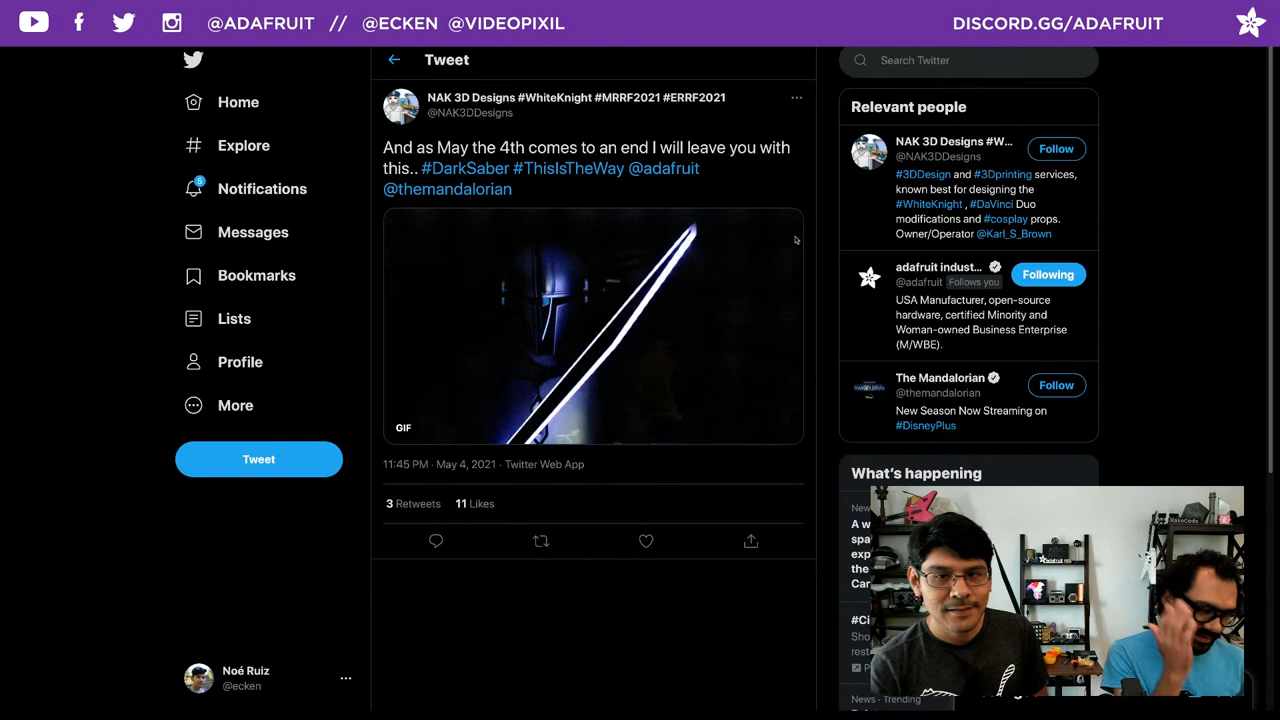 @ADAFRUIT // @ECKEN @VIDEOPIXIL
DISCORD.GG/ADAFRUIT
Home
Explore
5
Notifications
Messages
Bookmarks
Lists
Profile
More
Tweet
Noé Ruiz
@ecken
Tweet
NAK 3D Designs #WhiteKnight #MRRF2021 #ERRF2021
@NAK3DDesigns
And as May the 4th comes to an end I will leave you with
this.. #DarkSaber #ThisIsTheWay @adafruit
@themandalorian
GIF
11:45 PM · May 4, 2021 · Twitter Web App
3 Retweets 11 Likes
Search Twitter
Relevant people
NAK 3D Designs #W...
@NAK3DDesigns
Follow
#3DDesign and #3Dprinting services,
known best for designing the
#WhiteKnight , #DaVinci Duo
modifications and #cosplay props.
Owner/Operator @Karl_S_Brown
adafruit indust...
@adafruit Follows you
Following
USA Manufacturer, open-source
hardware, certified Minority and
Woman-owned Business Enterprise
(M/WBE).
The Mandalorian
@themandalorian
Follow
New Season Now Streaming on
#DisneyPlus
What's happening
News · Trending